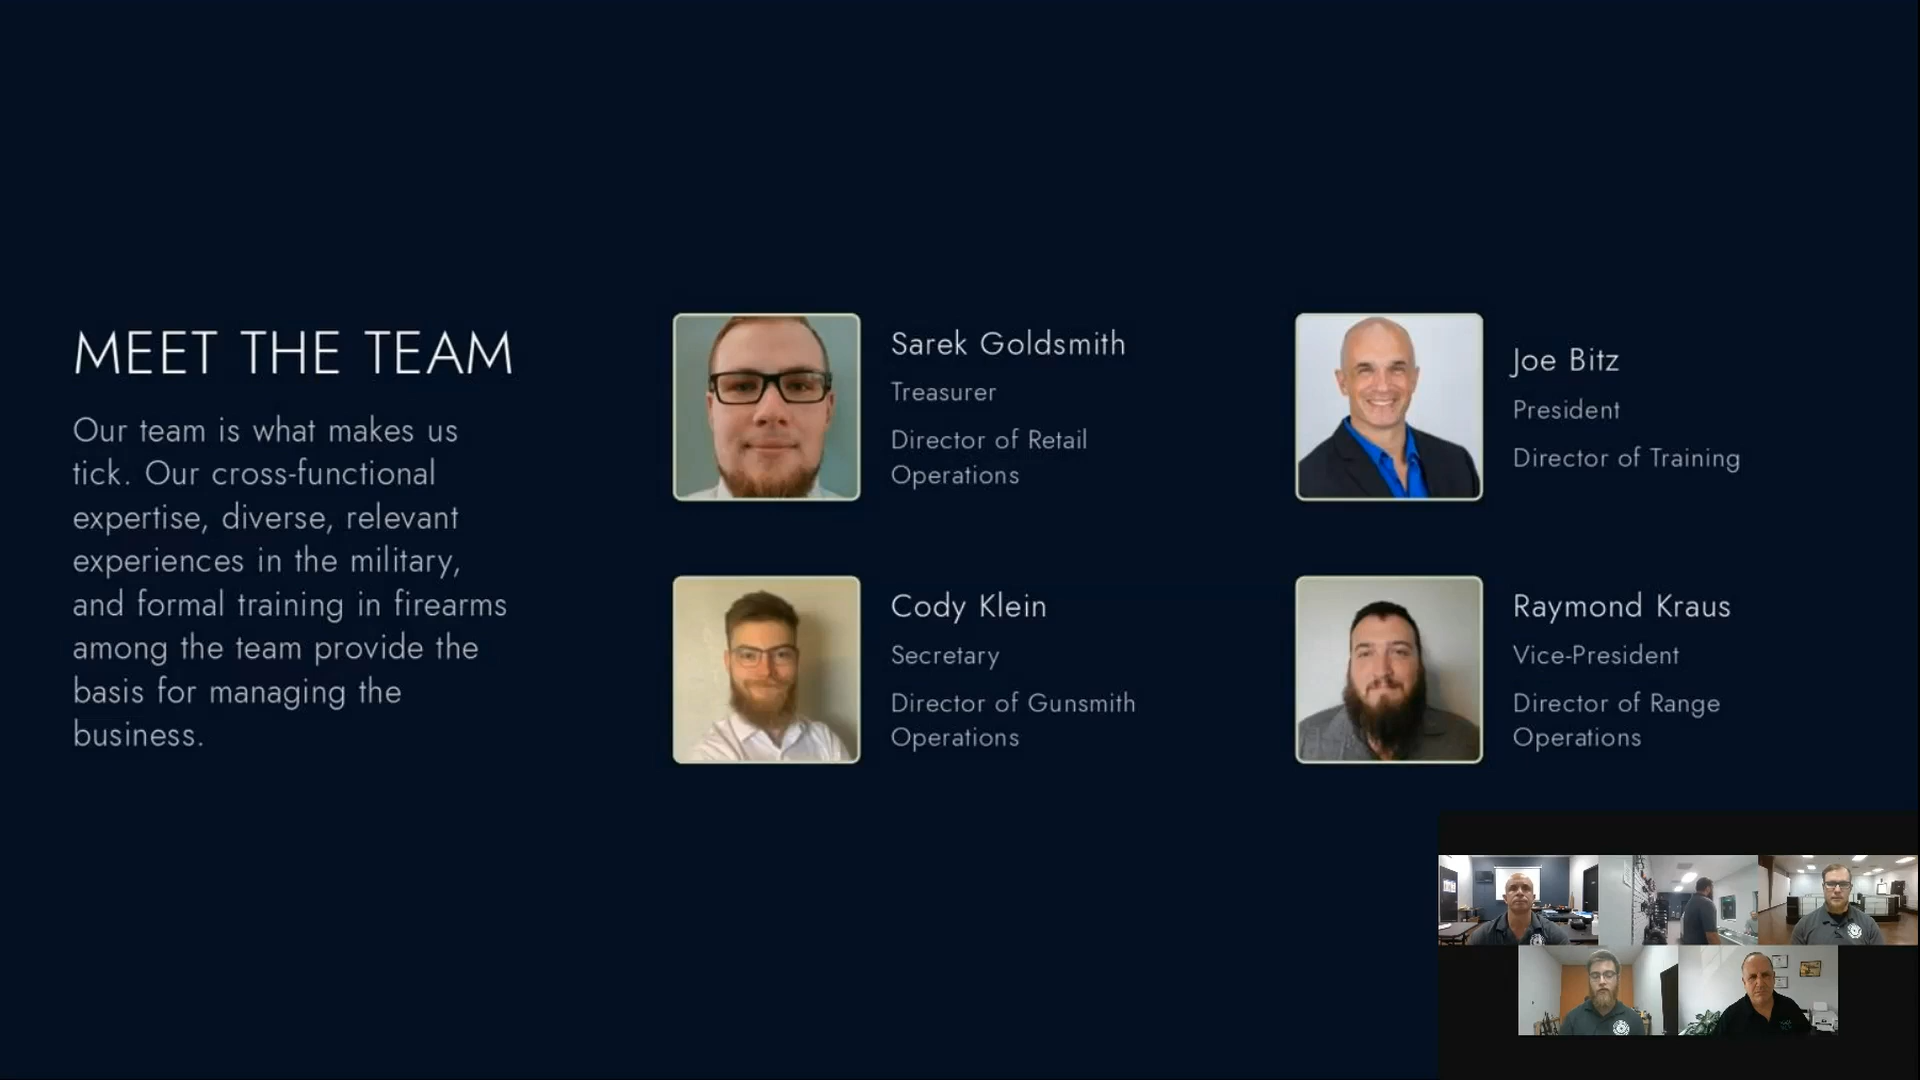 MEET THE TEAM
Our team is what makes us
tick. Our cross-functional
expertise, diverse, relevant
experiences in the military,
and formal training in firearms
among the team provide the
basis for managing the
business.
Sarek Goldsmith
Treasurer
Director of Retail
Operations
Joe Bitz
President
Director of Training
Cody Klein
Secretary
Director of Gunsmith
Operations
Raymond Kraus
Vice-President
Director of Range
Operations